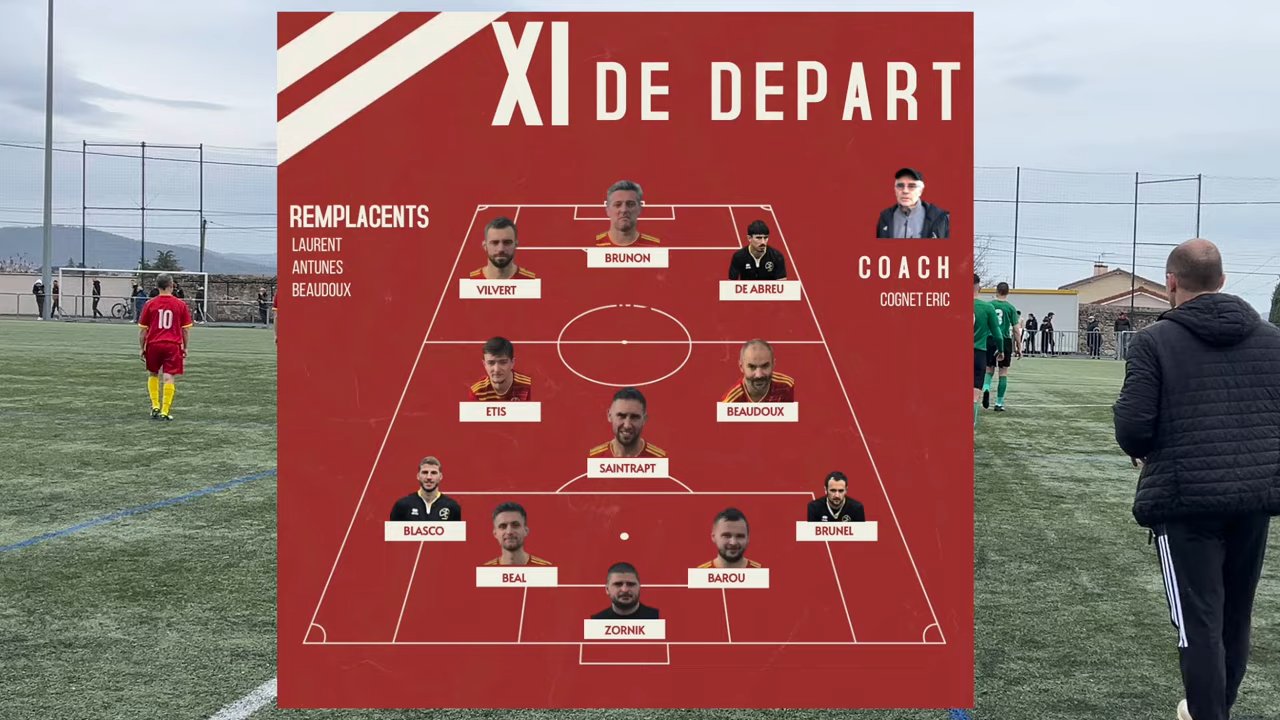 XI DE DEPART
REMPLACENTS
LAURENT
ANTUNES
BEAUDOUX
COACH
COGNET ERIC
BRUNON
VILVERT
DE ABREU
ETIS
BEAUDOUX
SAINTRAPT
BLASCO
BRUNEL
BEAL
BAROU
ZORNIK
10